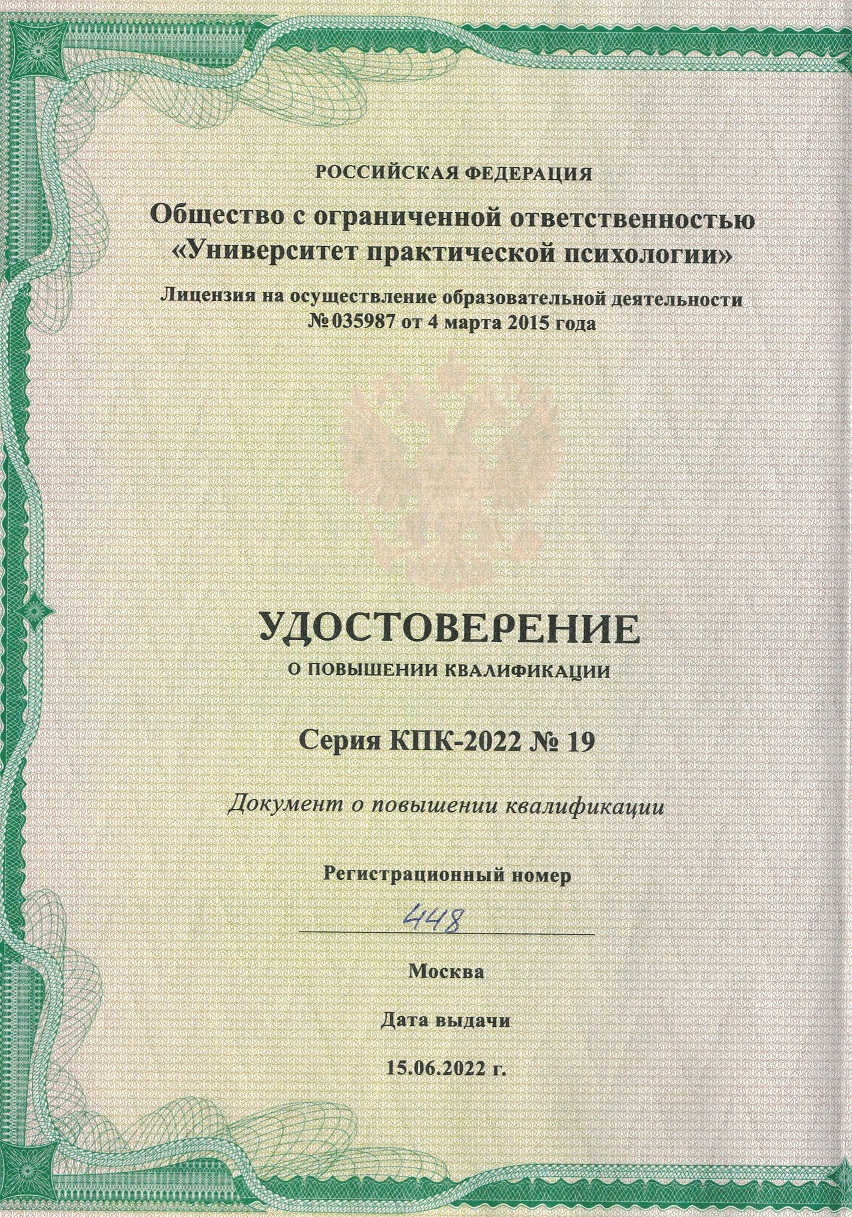 РОССИЙСКАЯ ФЕДЕРАЦИЯ
Общество с ограниченной ответственностью
«Университет практической психологии»
Лицензия на осуществление образовательной деятельности
№035987 от 4 марта 2015 года
УДОСТОВЕРЕНИЕ
О ПОВЫШЕНИИ КВАЛИФИКАЦИИ
Серия КПК-2022 № 19
Документ о повышении квалификации
Регистрационный номер
448
Москва
Дата выдачи
15.06.2022 г.